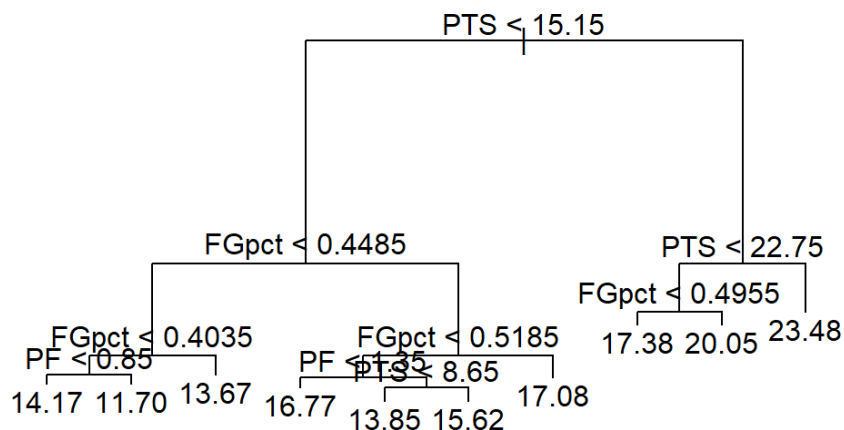 PTS < 15.15
FGpct < 0.4485
PTS < 22.75
FGpct < 0.4955
FGpct < 0.4035
FGpct < 0.5185
PF < 0.85
PF < 1.35
PTS < 8.65
17.38
20.05
23.48
14.17
11.70
13.67
16.77
13.85
15.62
17.08